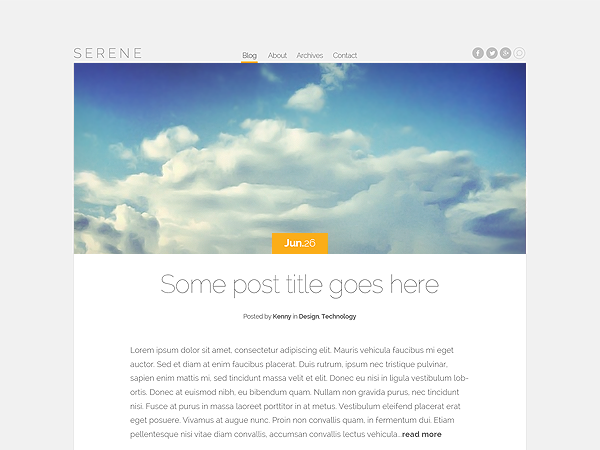 SERENE
Blog About Archives Contact
Jun.26
Some post title goes here
Posted by Kenny in Design, Technology
Lorem ipsum dolor sit amet, consectetur adipiscing elit. Mauris vehicula faucibus mi eget
auctor. Sed et diam at enim faucibus placerat. Duis rutrum, ipsum nec tristique pulvinar,
sapien enim mattis mi, sed tincidunt massa velit et elit. Donec eu nisi in ligula vestibulum lob-
ortis. Donec at euismod nibh, eu bibendum quam. Nullam non gravida purus, nec tincidunt
nisi. Fusce at purus in massa laoreet porttitor in at metus. Vestibulum eleifend placerat erat
eget posuere. Vivamus at augue nunc. Proin non convallis quam, in fermentum dui. Etiam
pellentesque nisi vitae diam convallis, accumsan convallis lectus vehicula...read more